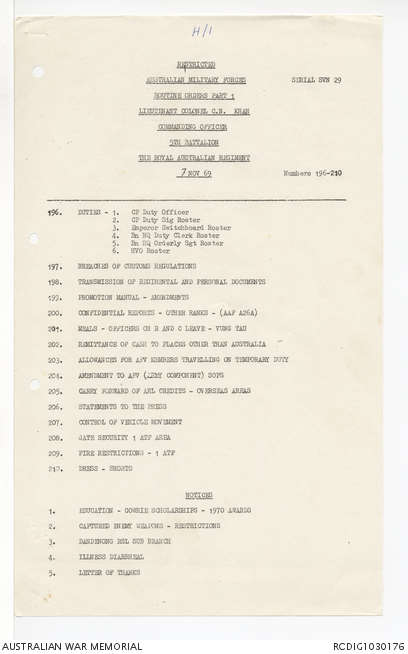 H/1
RESTRICTED
AUSTRALIAN MILITARY FORCES SERIAL SVN 29
ROUTINE ORDERS PART 1
LIEUTENANT COLONEL C.N. KHAN
COMMANDING OFFICER
5TH BATTALION
THE ROYAL AUSTRALIAN REGIMENT
7 NOV 69 Numbers 196-210
196. DUTIES - 1. CP Duty Officer
2. CP Duty Sig Roster
3. Emperor Switchboard Roster
4. Bn HQ Duty Clerk Roster
5. Bn HQ Orderly Sgt Roster
6. HVO Roster
197. BREACHES OF CUSTOMS REGULATIONS
198. TRANSMISSION OF REGIMENTAL AND PERSONAL DOCUMENTS
199. PROMOTION MANUAL - AMENDMENTS
200. CONFIDENTIAL REPORTS - OTHER RANKS - (AAF A26A)
201. MEALS - OFFICERS ON R AND C LEAVE - VUNG TAU
202. REMITTANCE OF CASH TO PLACES OTHER THAN AUSTRALIA
203. ALLOWANCES FOR AFV MEMBERS TRAVELLING ON TEMPORARY DUTY
204. AMENDMENT TO AFV (ARMY COMPONENT) SOPS
205. CARRY FORWARD OF ARL CREDITS - OVERSEAS AREAS
206. STATEMENTS TO THE PRESS
207. CONTROL OF VEHICLE MOVEMENT
208. GATE SECURITY 1 ATF AREA
209. FIRE RESTRICTIONS - 1 ATF
210. DRESS - SHORTS
NOTICES
1. EDUCATION - GOWRIE SCHOLARSHIPS - 1970 AWARDS
2. CAPTURED ENEMY WEAPONS - RESTRICTIONS
3. DANDENONG RSL SUB BRANCH
4. ILLNESS DIARRHEAL
5. LETTER OF THANKS
AUSTRALIAN WAR MEMORIAL RCDIG1030176